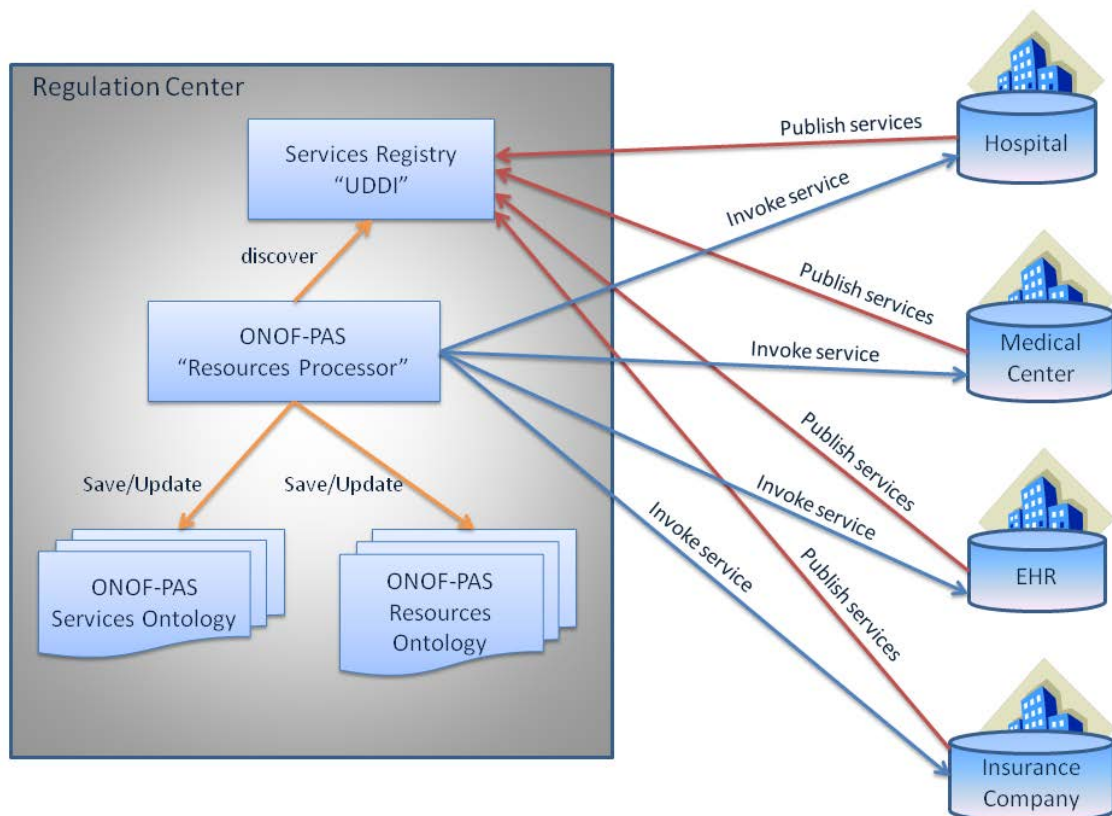 Regulation Center
Services Registry
“UDDI”
discover
ONOF-PAS
“Resources Processor”
Save/Update
Save/Update
ONOF-PAS
Services Ontology
ONOF-PAS
Resources
Ontology
Publish services
Invoke service
Publish services
Invoke service
Publish services
Invoke service
Publish services
Invoke service
Hospital
Medical
Center
EHR
Insurance
Company